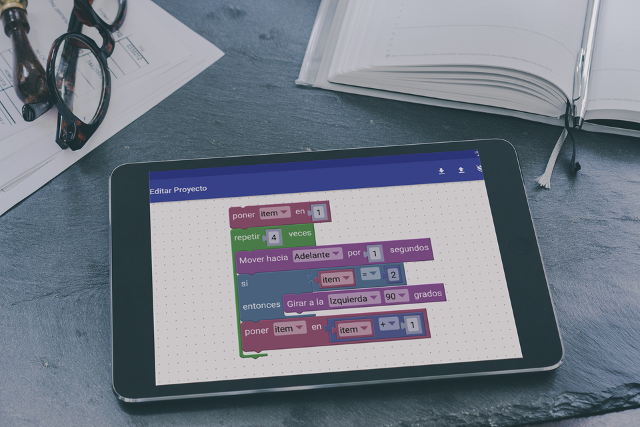 Editar Proyecto
poner item en 1
repetir 4 veces
Mover hacia Adelante por 1 segundos
si item = 2
entonces Girar a la Izquierda 90 grados
poner item en item + 1